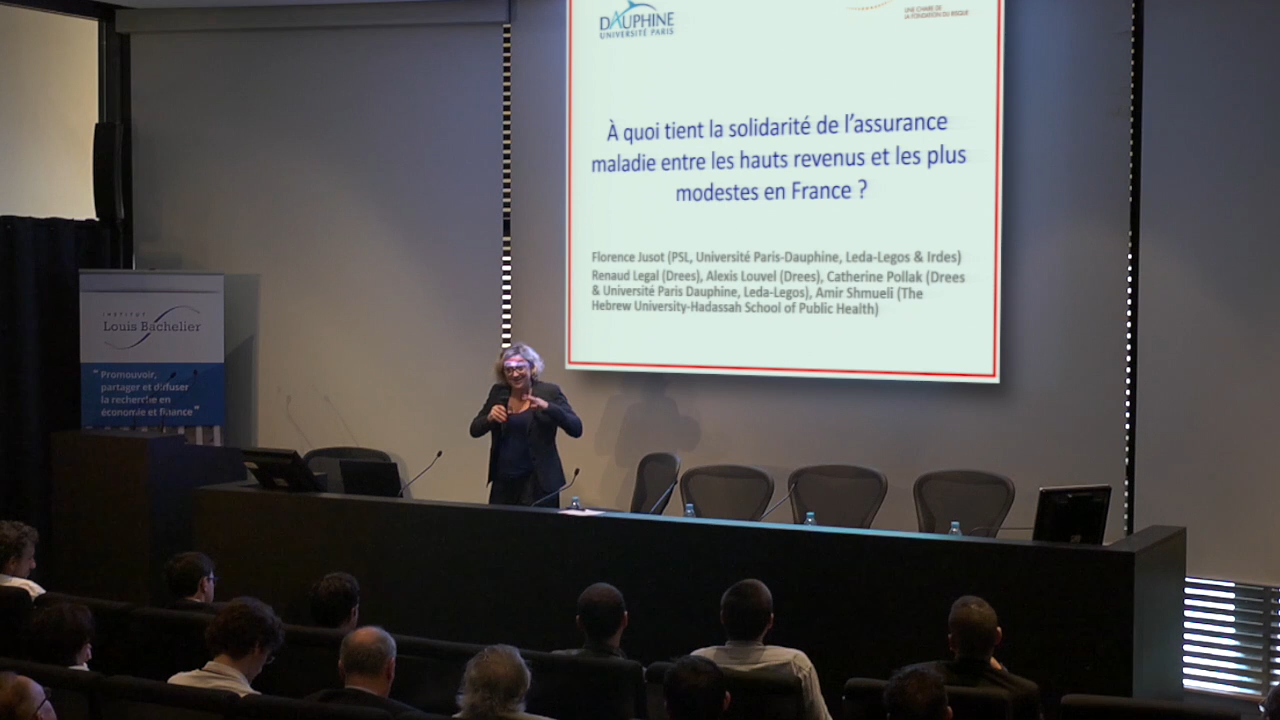 DAUPHINE
UNIVERSITÉ PARIS
UNE CHAIRE DE
LA FONDATION DU RISQUE
À quoi tient la solidarité de l'assurance
maladie entre les hauts revenus et les plus
modestes en France ?
Florence Jusot (PSL, Université Paris-Dauphine, Leda-Legos & Irdes)
Renaud Legal (Drees), Alexis Louvel (Drees), Catherine Pollak (Drees
& Université Paris Dauphine, Leda-Legos), Amir Shmueli (The
Hebrew University-Hadassah School of Public Health)
INSTITUT
Louis Bachelier
“ Promouvoir,
partager et diffuser
la recherche en
économie et finance ”